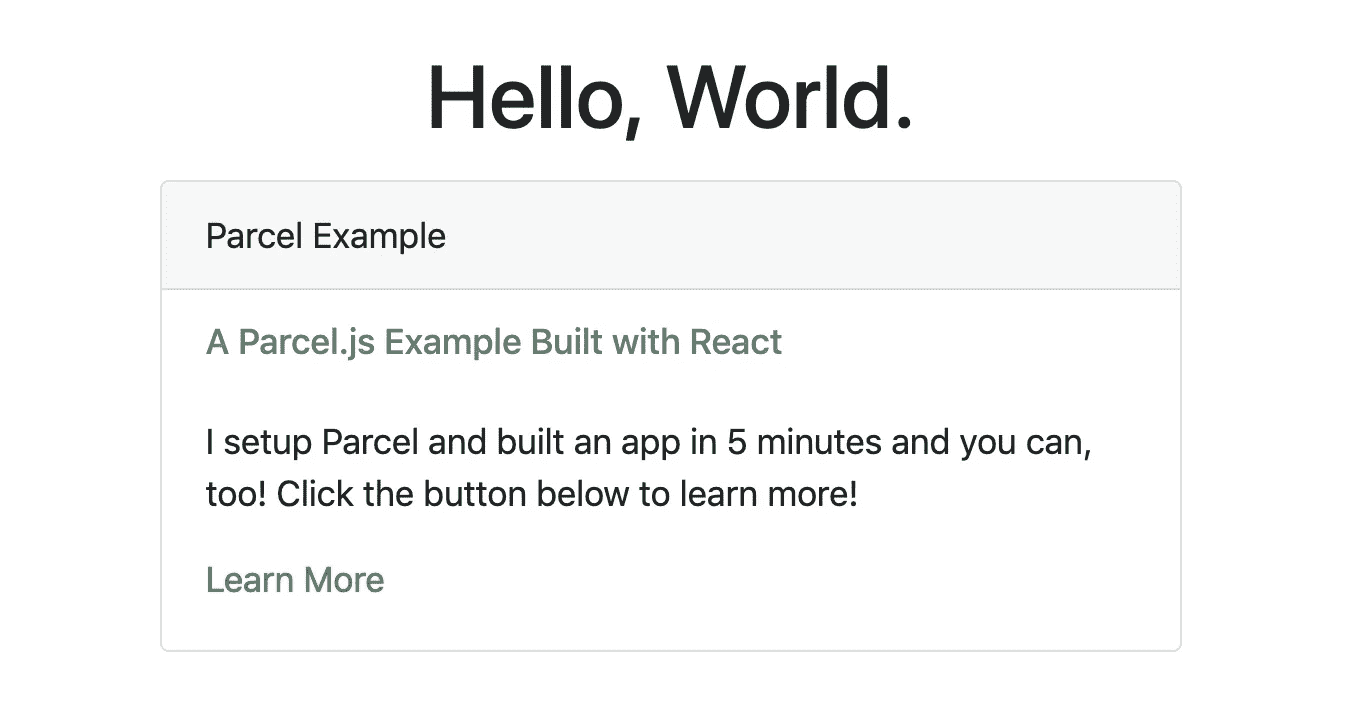 Hello, World.
Parcel Example
A Parcel.js Example Built with React
I setup Parcel and built an app in 5 minutes and you can,
too! Click the button below to learn more!
Learn More